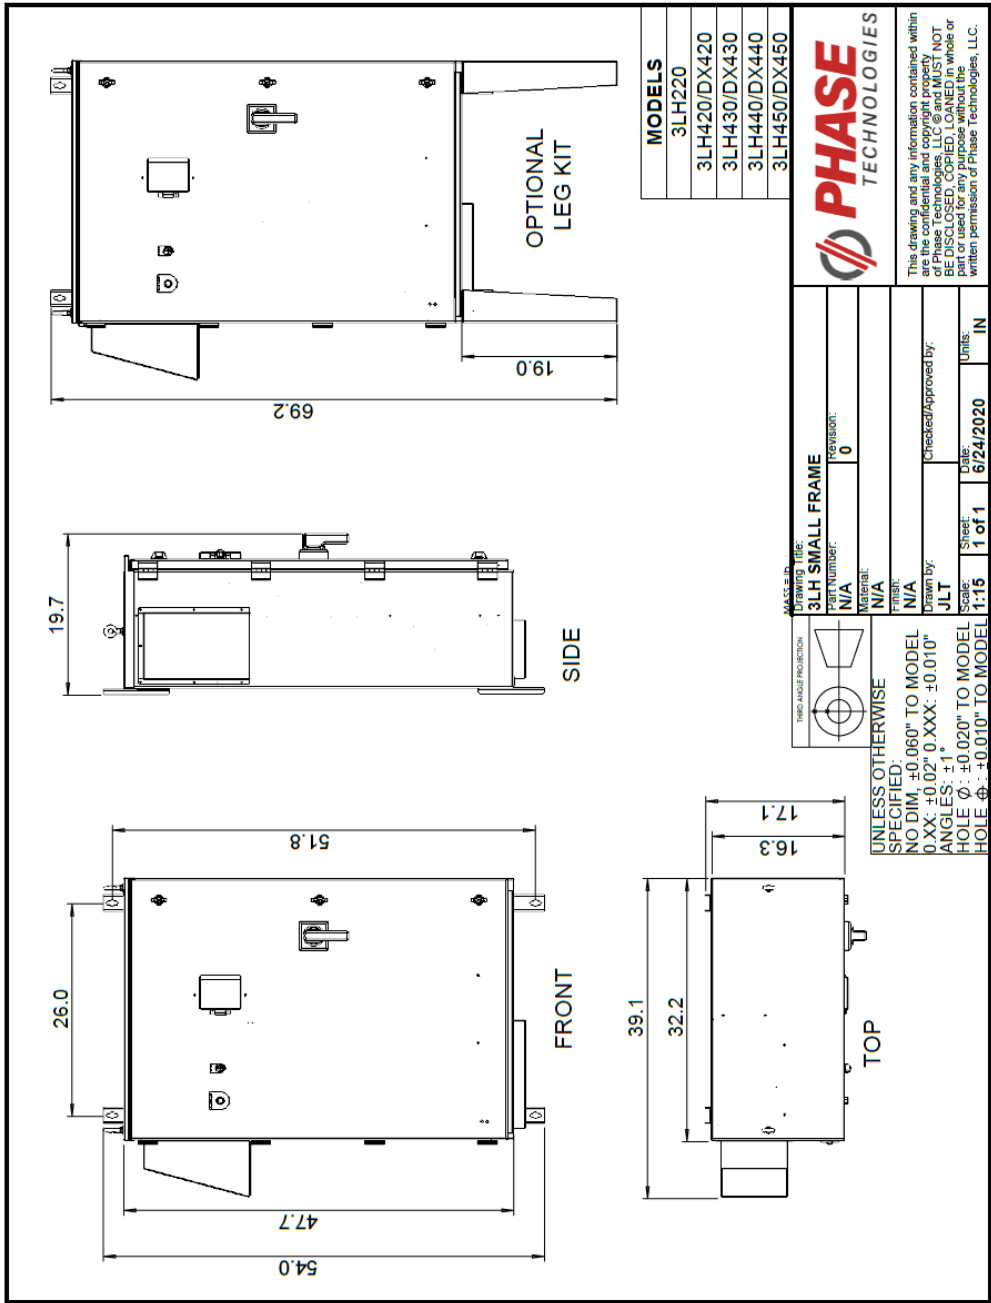 26.0
51.8
47.7
54.0
FRONT
19.7
SIDE
69.2
19.0
OPTIONAL
LEG KIT
39.1
32.2
16.3
17.1
TOP
MODELS
3LH220
3LH420/DX420
3LH430/DX430
3LH440/DX440
3LH450/DX450
UNLESS OTHERWISE
SPECIFIED:
NO DIM, ±0.060" TO MODEL
0.XX: ±0.02" 0.XXX: ±0.010"
ANGLES: ±1°
HOLE Ø : ±0.020" TO MODEL
HOLE ⌖ : ±0.010" TO MODEL
THIRD ANGLE PROJECTION
Drawing Title:
3LH SMALL FRAME
Part Number:
N/A
Revision:
0
Material:
N/A
Finish:
N/A
Drawn by:
JLT
Checked/Approved by:
Scale:
1:15
Sheet:
1 of 1
Date:
6/24/2020
Units:
IN
PHASE
TECHNOLOGIES
This drawing and any information contained within
are the confidential and copyright property
of Phase Technologies, LLC © and MUST NOT
BE DISCLOSED, COPIED, LOANED in whole or
part or used for any purpose without the
written permission of Phase Technologies, LLC.